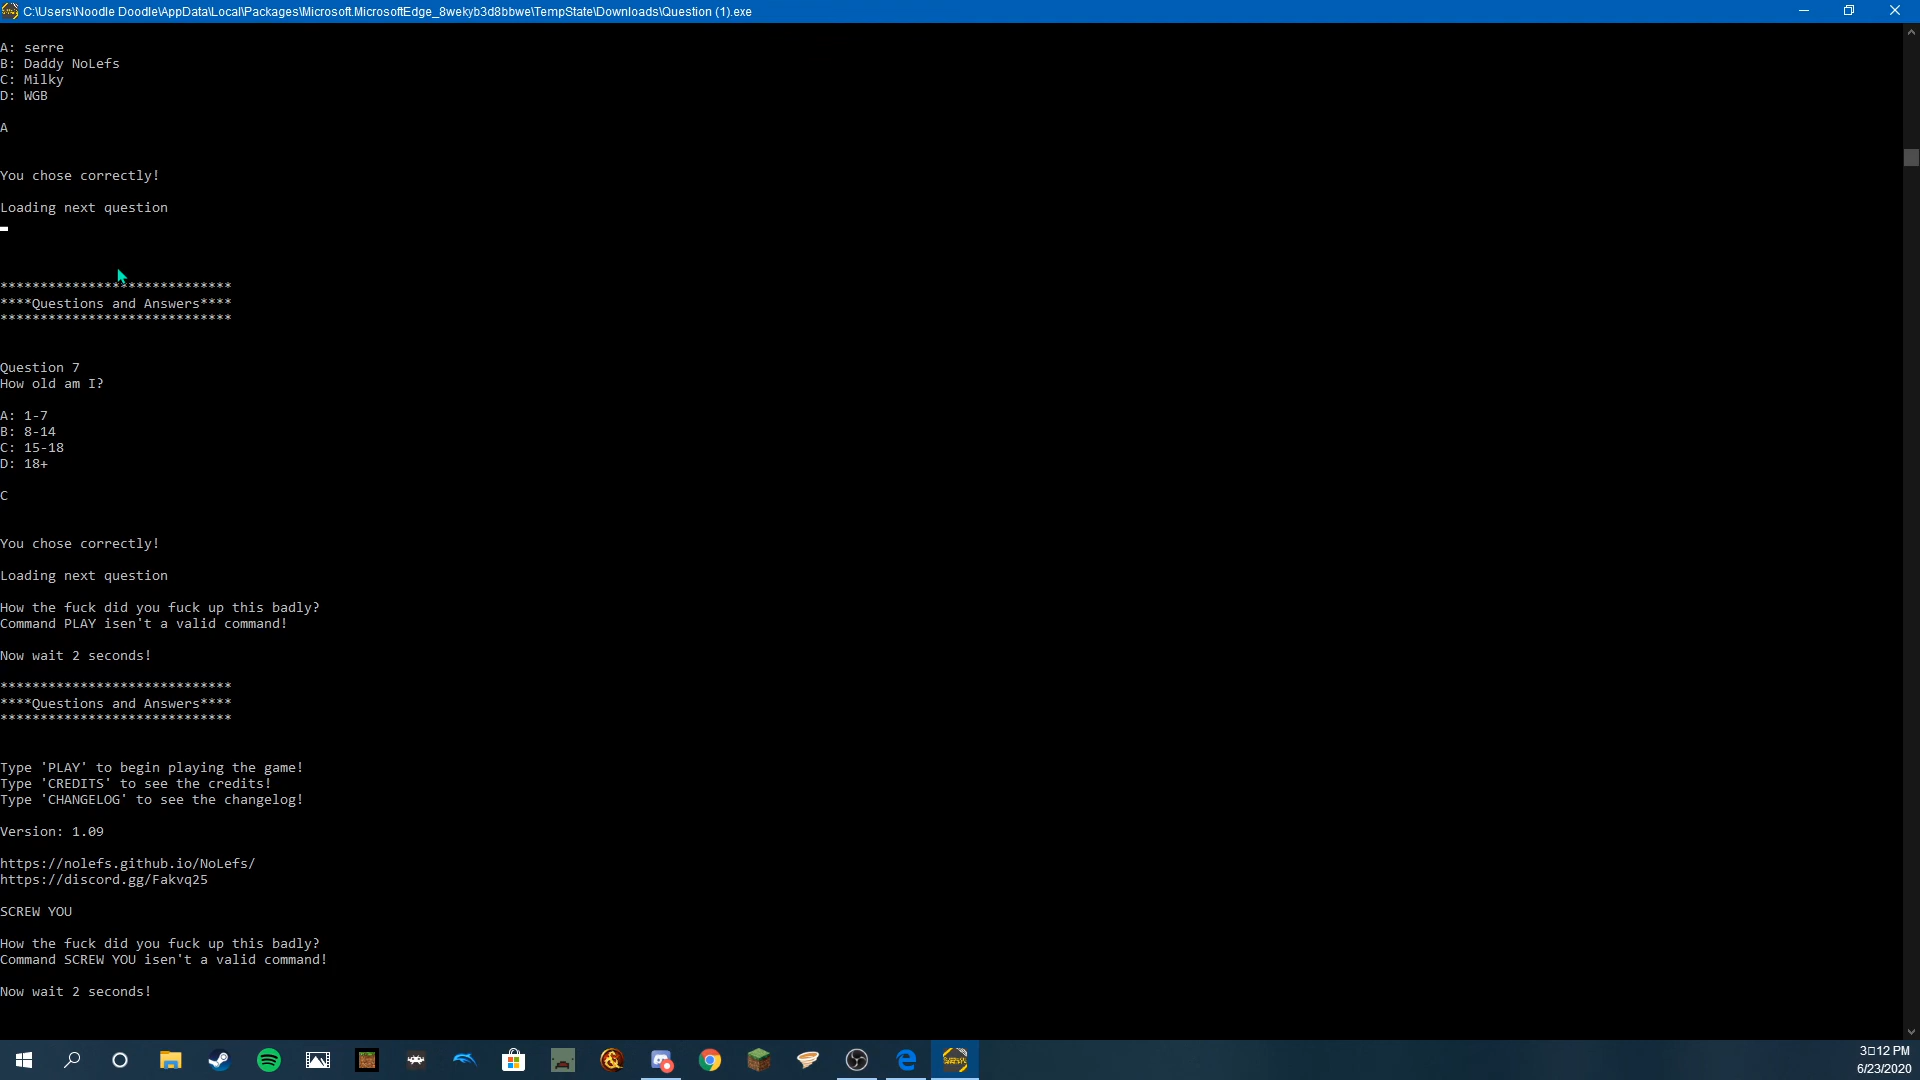 C:\Users\Noodle Doodle\AppData\Local\Packages\Microsoft.MicrosoftEdge_8wekyb3d8bbwe\TempState\Downloads\Question (1).exe
A: serre
B: Daddy NoLefs
C: Milky
D: WGB
A
You chose correctly!
Loading next question
*****************************
****Questions and Answers****
*****************************
Question 7
How old am I?
A: 1-7
B: 8-14
C: 15-18
D: 18+
C
You chose correctly!
Loading next question
How the fuck did you fuck up this badly?
Command PLAY isen't a valid command!
Now wait 2 seconds!
*****************************
****Questions and Answers****
*****************************
Type 'PLAY' to begin playing the game!
Type 'CREDITS' to see the credits!
Type 'CHANGELOG' to see the changelog!
Version: 1.09
https://nolefs.github.io/NoLefs/
https://discord.gg/Fakvq25
SCREW YOU
How the fuck did you fuck up this badly?
Command SCREW YOU isen't a valid command!
Now wait 2 seconds!
3□12 PM
6/23/2020